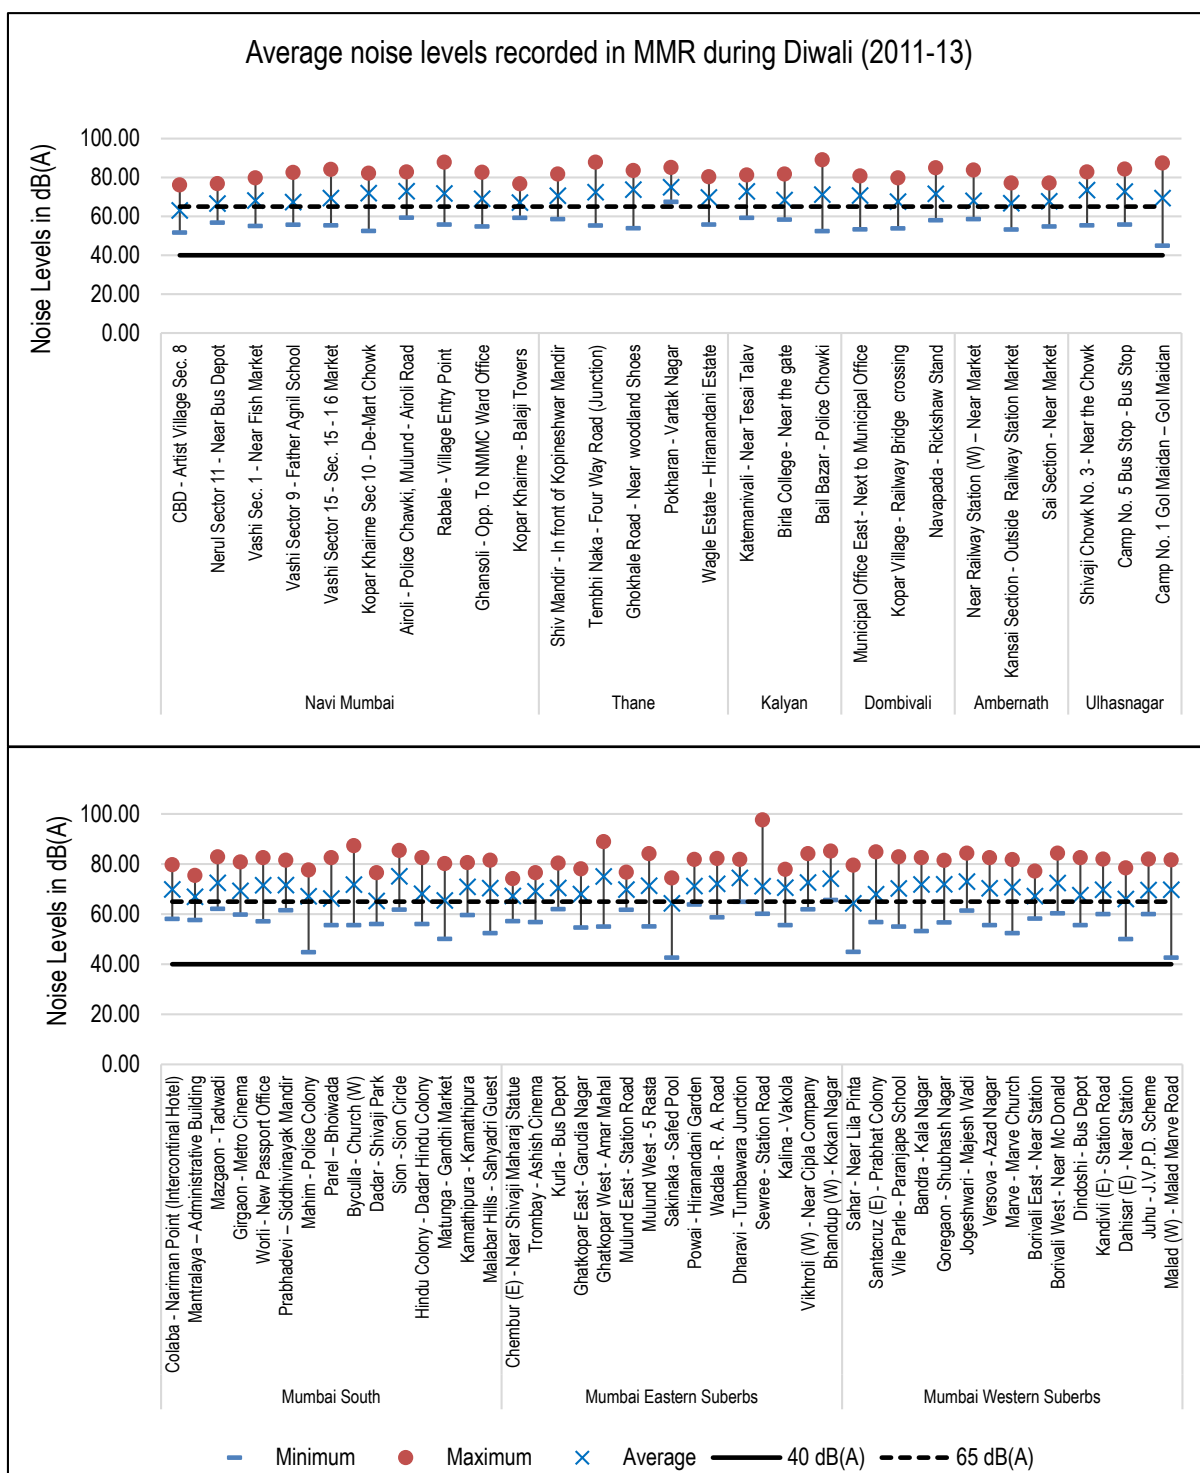 Average noise levels recorded in MMR during Diwali (2011-13)
Noise Levels in dB(A)
100.00
80.00
60.00
40.00
20.00
0.00
CBD - Artist Village Sec. 8
Nerul Sector 11 - Near Bus Depot
Vashi Sec. 1 - Near Fish Market
Vashi Sector 9 - Father Agnil School
Vashi Sector 15 - Sec. 15 - 1 6 Market
Kopar Khairne Sec 10 - De-Mart Chowk
Airoli - Police Chawki, Mulund - Airoli Road
Rabale - Village Entry Point
Ghansoli - Opp. To NMMC Ward Office
Kopar Khairne - Balaji Towers
Shiv Mandir - In front of Kopineshwar Mandir
Tembhi Naka - Four Way Road (Junction)
Ghokhale Road - Near woodland Shoes
Pokharan - Vartak Nagar
Wagle Estate – Hiranandani Estate
Katemanivali - Near Tesai Talav
Birla College - Near the gate
Bail Bazar - Police Chowki
Municipal Office East - Next to Municipal Office
Kopar Village - Railway Bridge crossing
Navapada - Rickshaw Stand
Near Railway Station (W) – Near Market
Kansai Section - Outside Railway Station Market
Sai Section - Near Market
Shivaji Chowk No. 3 - Near the Chowk
Camp No. 5 Bus Stop - Bus Stop
Camp No. 1 Gol Maidan – Gol Maidan
Navi Mumbai
Thane
Kalyan
Dombivali
Ambernath
Ulhasnagar
Noise Levels in dB(A)
100.00
80.00
60.00
40.00
20.00
0.00
Colaba - Nariman Point (Intercontinal Hotel)
Mantralaya – Administrative Building
Mazgaon - Tadwadi
Girgaon - Metro Cinema
Worli - New Passport Office
Prabhadevi – Siddhivinayak Mandir
Mahim - Police Colony
Parel – Bhoiwada
Byculla - Church (W)
Dadar - Shivaji Park
Sion - Sion Circle
Hindu Colony - Dadar Hindu Colony
Matunga - Gandhi Market
Kamathipura - Kamathipura
Malabar Hills - Sahyadri Guest
Chembur (E) - Near Shivaji Maharaj Statue
Trombay - Ashish Cinema
Kurla - Bus Depot
Ghatkopar East - Garudia Nagar
Ghatkopar West - Amar Mahal
Mulund East - Station Road
Mulund West - 5 Rasta
Sakinaka - Safed Pool
Powai - Hiranandani Garden
Wadala - R. A. Road
Dharavi - Tumbawara Junction
Sewree - Station Road
Kalina - Vakola
Vikhroli (W) - Near Cipla Company
Bhandup (W) - Kokan Nagar
Sahar - Near Lila Pinta
Santacruz (E) - Prabhat Colony
Vile Parle - Paranjape School
Bandra - Kala Nagar
Goregaon - Shubhash Nagar
Jogeshwari - Majesh Wadi
Versova - Azad Nagar
Marve - Marve Church
Borivali East - Near Station
Borivali West - Near Mc Donald
Dindoshi - Bus Depot
Kandivli (E) - Station Road
Dahisar (E) - Near Station
Juhu - J.V.P.D. Scheme
Malad (W) - Malad Marve Road
Mumbai South
Mumbai Eastern Suberbs
Mumbai Western Suberbs
Minimum
Maximum
Average
40 dB(A)
65 dB(A)